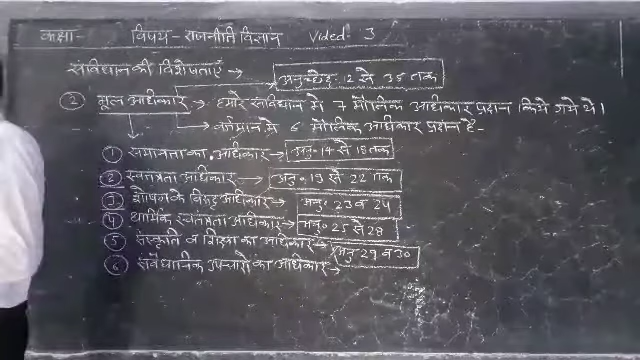 कक्षा- विषय - राजनीति विज्ञान Vided 3
संविधान की विशेषताएँ → अनुच्छेद: 12 से 35 तक
② मूल अधिकार → हमारे संविधान में 7 मौलिक अधिकार प्रदान किये गये थे।
→ वर्तमान में 6 मौलिक अधिकार प्रदान है -
① समानता का अधिकार → अनु॰ 14 से 18 तक
② स्वतंत्रता अधिकार → अनु॰ 19 से 22 तक
③ शोषण के विरुद्ध अधिकार → अनु॰ 23 व 24
④ धार्मिक स्वतंत्रता अधिकार → अनु॰ 25 से 28
⑤ संस्कृति व शिक्षा का अधिकार → अनु॰ 29 व 30
⑥ संवैधानिक उपचारों का अधिकार →